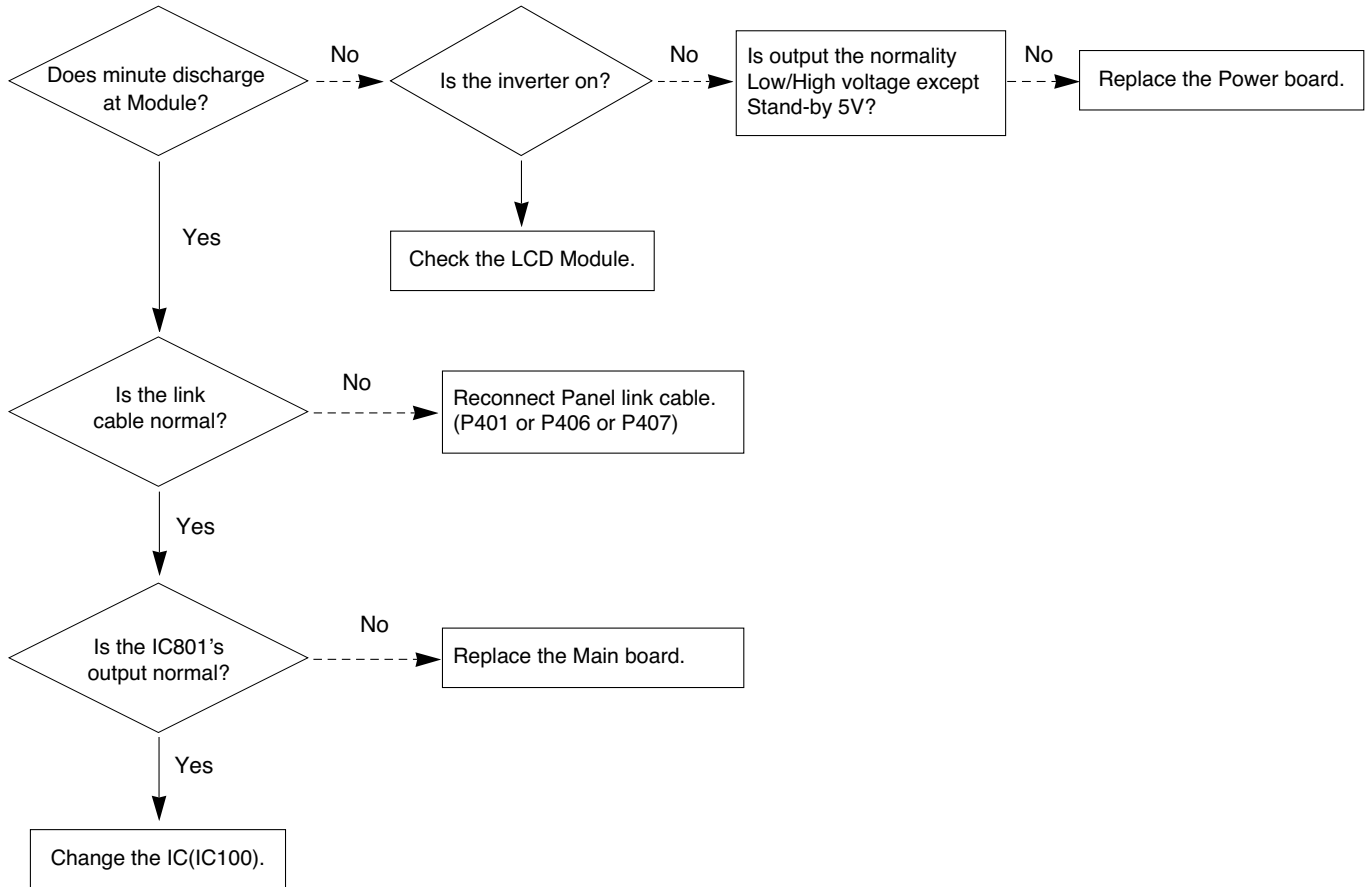 Does minute discharge
at Module?
No
Is the inverter on?
No
Is output the normality
Low/High voltage except
Stand-by 5V?
No
Replace the Power board.
Yes
Check the LCD Module.
Is the link
cable normal?
No
Reconnect Panel link cable.
(P401 or P406 or P407)
Yes
Is the IC801's
output normal?
No
Replace the Main board.
Yes
Change the IC(IC100).